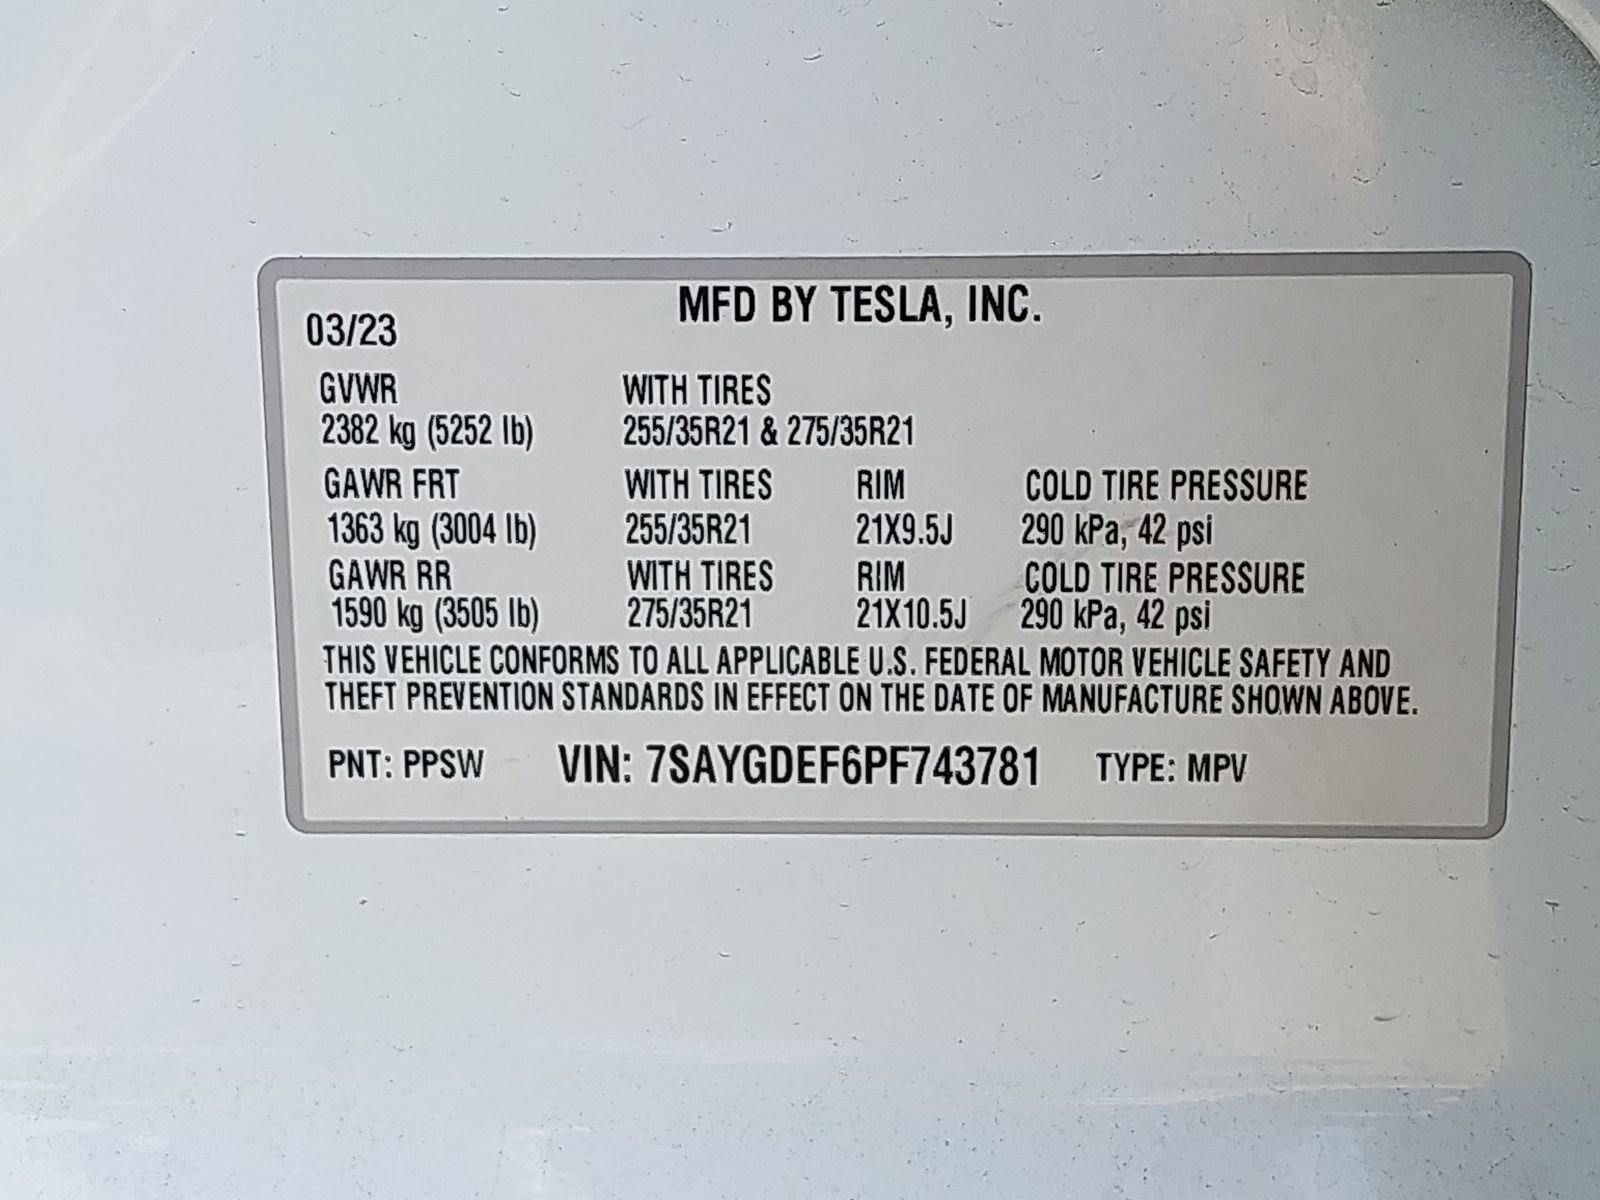 MFD BY TESLA, INC.
03/23
GVWR WITH TIRES
2382 kg (5252 lb) 255/35R21 & 275/35R21
GAWR FRT WITH TIRES RIM COLD TIRE PRESSURE
1363 kg (3004 lb) 255/35R21 21X9.5J 290 kPa, 42 psi
GAWR RR WITH TIRES RIM COLD TIRE PRESSURE
1590 kg (3505 lb) 275/35R21 21X10.5J 290 kPa, 42 psi
THIS VEHICLE CONFORMS TO ALL APPLICABLE U.S. FEDERAL MOTOR VEHICLE SAFETY AND
THEFT PREVENTION STANDARDS IN EFFECT ON THE DATE OF MANUFACTURE SHOWN ABOVE.
PNT: PPSW VIN: 7SAYGDEF6PF743781 TYPE: MPV